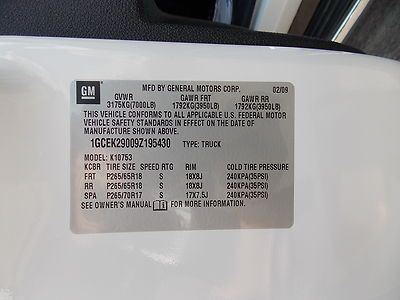 GM
MFD BY GENERAL MOTORS CORP. 02/09
GVWR GAWR FRT GAWR RR
3175KG(7000LB) 1792KG(3950LB) 1792KG(3950LB)
THIS VEHICLE CONFORMS TO ALL APPLICABLE U.S. FEDERAL
MOTOR VEHICLE SAFETY STANDARDS IN EFFECT ON THE DATE OF
MANUFACTURE SHOWN ABOVE.
1GCEK29009Z195430 TYPE: TRUCK
MODEL: K10753
KCBR TIRE SIZE SPEED RTG RIM COLD TIRE PRESSURE
FRT P265/65R18 S 18X8J 240KPA(35PSI)
RR P265/65R18 S 18X8J 240KPA(35PSI)
SPA P265/70R17 S 17X7.5J 240KPA(35PSI)
SEE OWNER'S MANUAL FOR MORE INFORMATION.